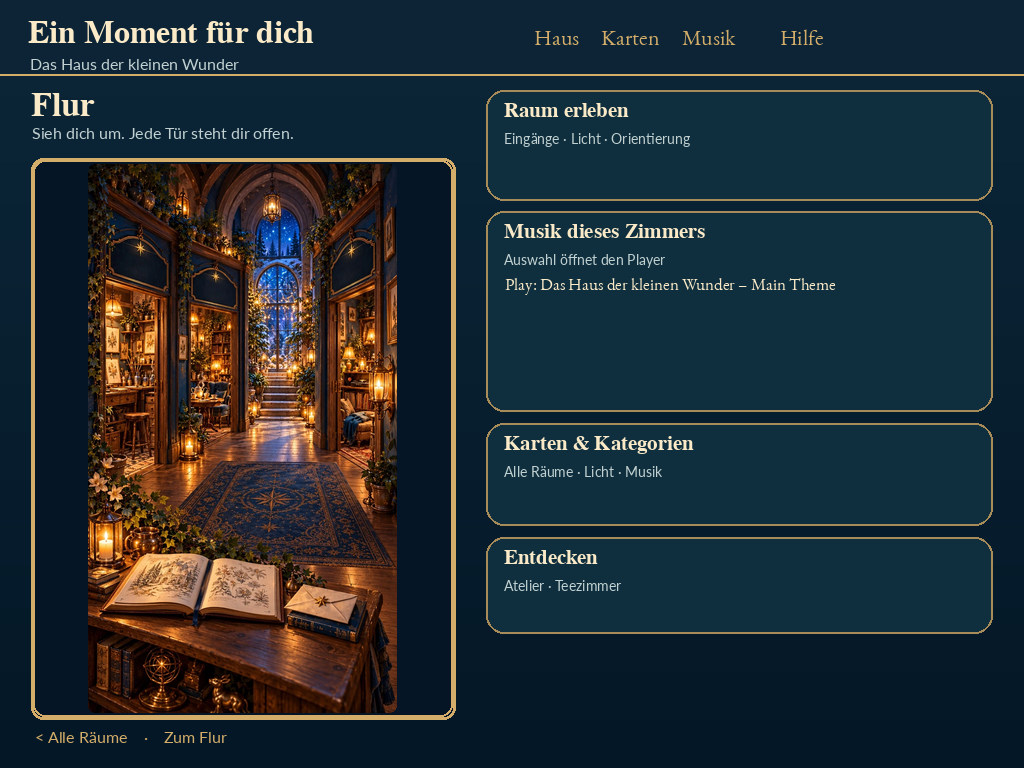 Ein Moment für dich
Das Haus der kleinen Wunder
Haus Karten Musik Hilfe
Flur
Sieh dich um. Jede Tür steht dir offen.
Raum erleben
Eingänge · Licht · Orientierung
Musik dieses Zimmers
Auswahl öffnet den Player
Play: Das Haus der kleinen Wunder – Main Theme
Karten & Kategorien
Alle Räume · Licht · Musik
Entdecken
Atelier · Teezimmer
< Alle Räume · Zum Flur